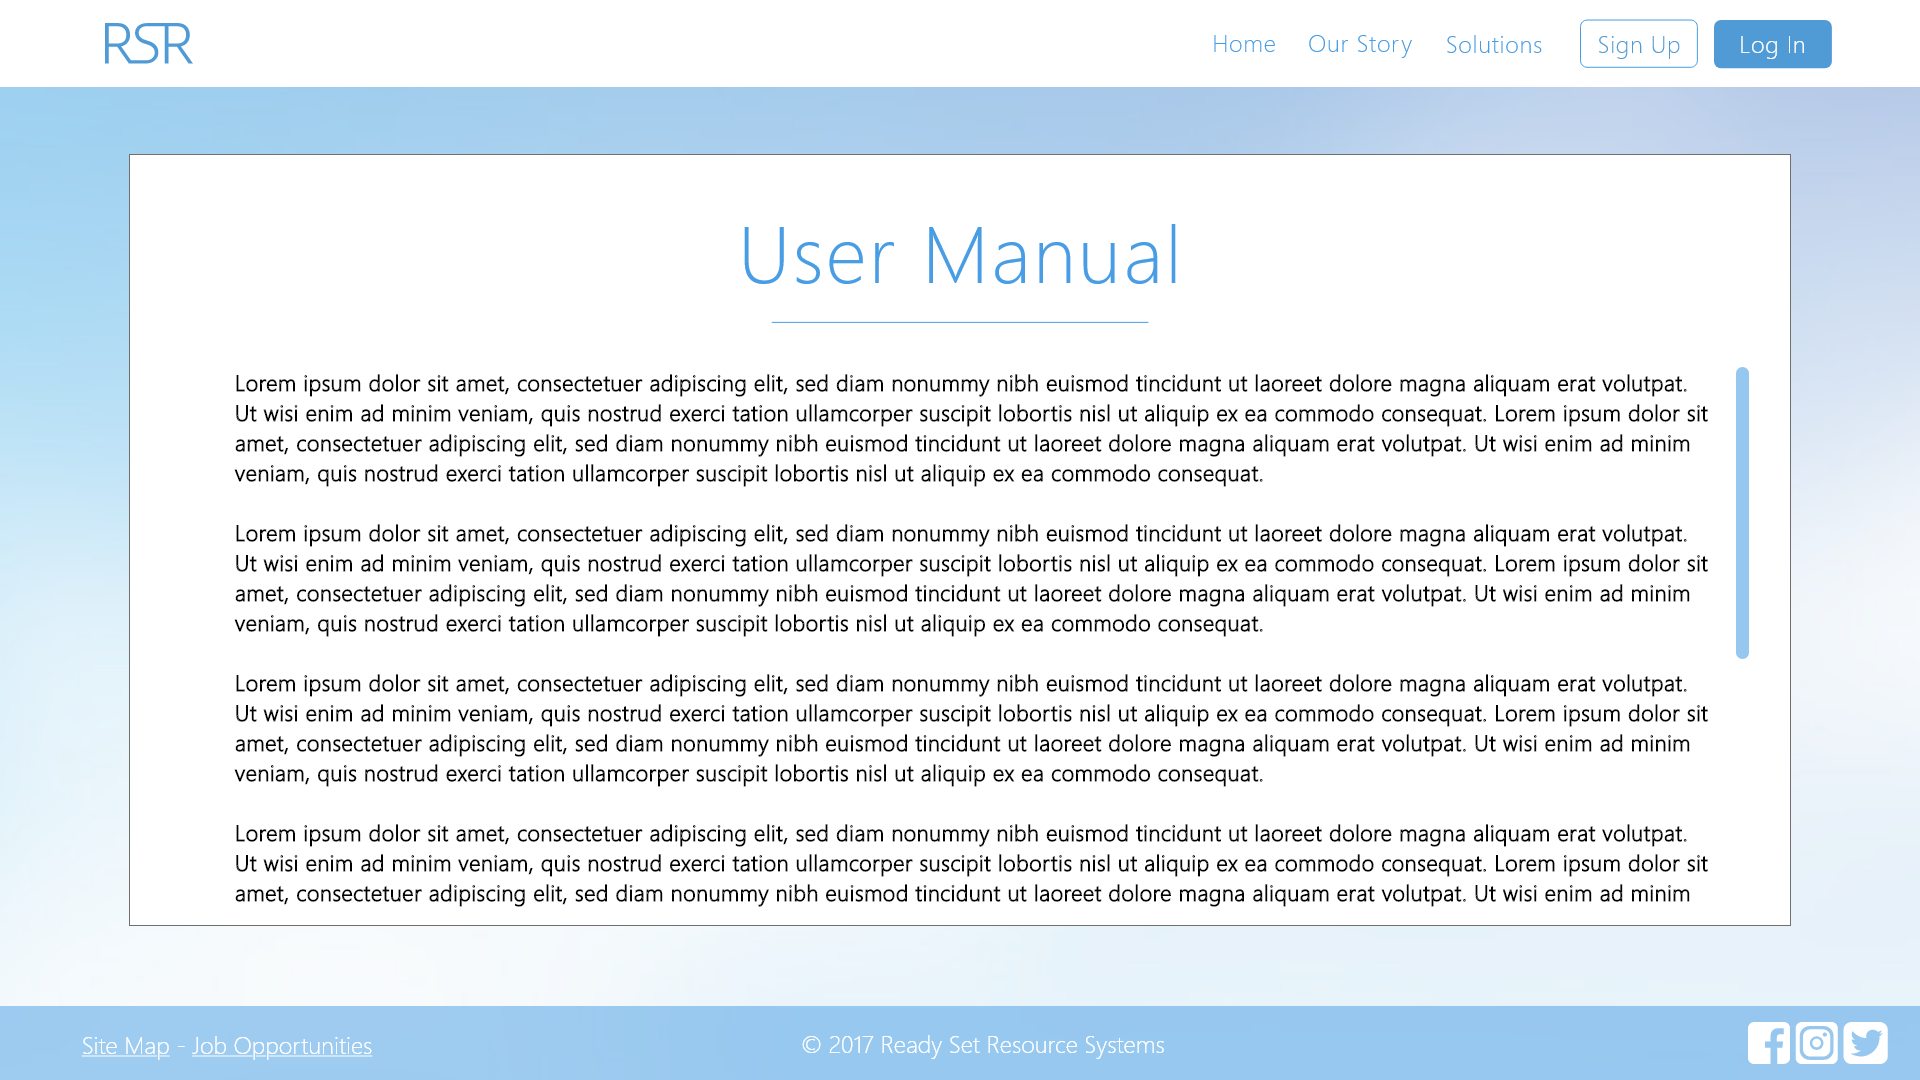 RSR
Home Our Story Solutions Sign Up Log In
User Manual
Lorem ipsum dolor sit amet, consectetuer adipiscing elit, sed diam nonummy nibh euismod tincidunt ut laoreet dolore magna aliquam erat volutpat.
Ut wisi enim ad minim veniam, quis nostrud exerci tation ullamcorper suscipit lobortis nisl ut aliquip ex ea commodo consequat. Lorem ipsum dolor sit
amet, consectetuer adipiscing elit, sed diam nonummy nibh euismod tincidunt ut laoreet dolore magna aliquam erat volutpat. Ut wisi enim ad minim
veniam, quis nostrud exerci tation ullamcorper suscipit lobortis nisl ut aliquip ex ea commodo consequat.
Lorem ipsum dolor sit amet, consectetuer adipiscing elit, sed diam nonummy nibh euismod tincidunt ut laoreet dolore magna aliquam erat volutpat.
Ut wisi enim ad minim veniam, quis nostrud exerci tation ullamcorper suscipit lobortis nisl ut aliquip ex ea commodo consequat. Lorem ipsum dolor sit
amet, consectetuer adipiscing elit, sed diam nonummy nibh euismod tincidunt ut laoreet dolore magna aliquam erat volutpat. Ut wisi enim ad minim
veniam, quis nostrud exerci tation ullamcorper suscipit lobortis nisl ut aliquip ex ea commodo consequat.
Lorem ipsum dolor sit amet, consectetuer adipiscing elit, sed diam nonummy nibh euismod tincidunt ut laoreet dolore magna aliquam erat volutpat.
Ut wisi enim ad minim veniam, quis nostrud exerci tation ullamcorper suscipit lobortis nisl ut aliquip ex ea commodo consequat. Lorem ipsum dolor sit
amet, consectetuer adipiscing elit, sed diam nonummy nibh euismod tincidunt ut laoreet dolore magna aliquam erat volutpat. Ut wisi enim ad minim
veniam, quis nostrud exerci tation ullamcorper suscipit lobortis nisl ut aliquip ex ea commodo consequat.
Lorem ipsum dolor sit amet, consectetuer adipiscing elit, sed diam nonummy nibh euismod tincidunt ut laoreet dolore magna aliquam erat volutpat.
Ut wisi enim ad minim veniam, quis nostrud exerci tation ullamcorper suscipit lobortis nisl ut aliquip ex ea commodo consequat. Lorem ipsum dolor sit
amet, consectetuer adipiscing elit, sed diam nonummy nibh euismod tincidunt ut laoreet dolore magna aliquam erat volutpat. Ut wisi enim ad minim
Site Map - Job Opportunities © 2017 Ready Set Resource Systems